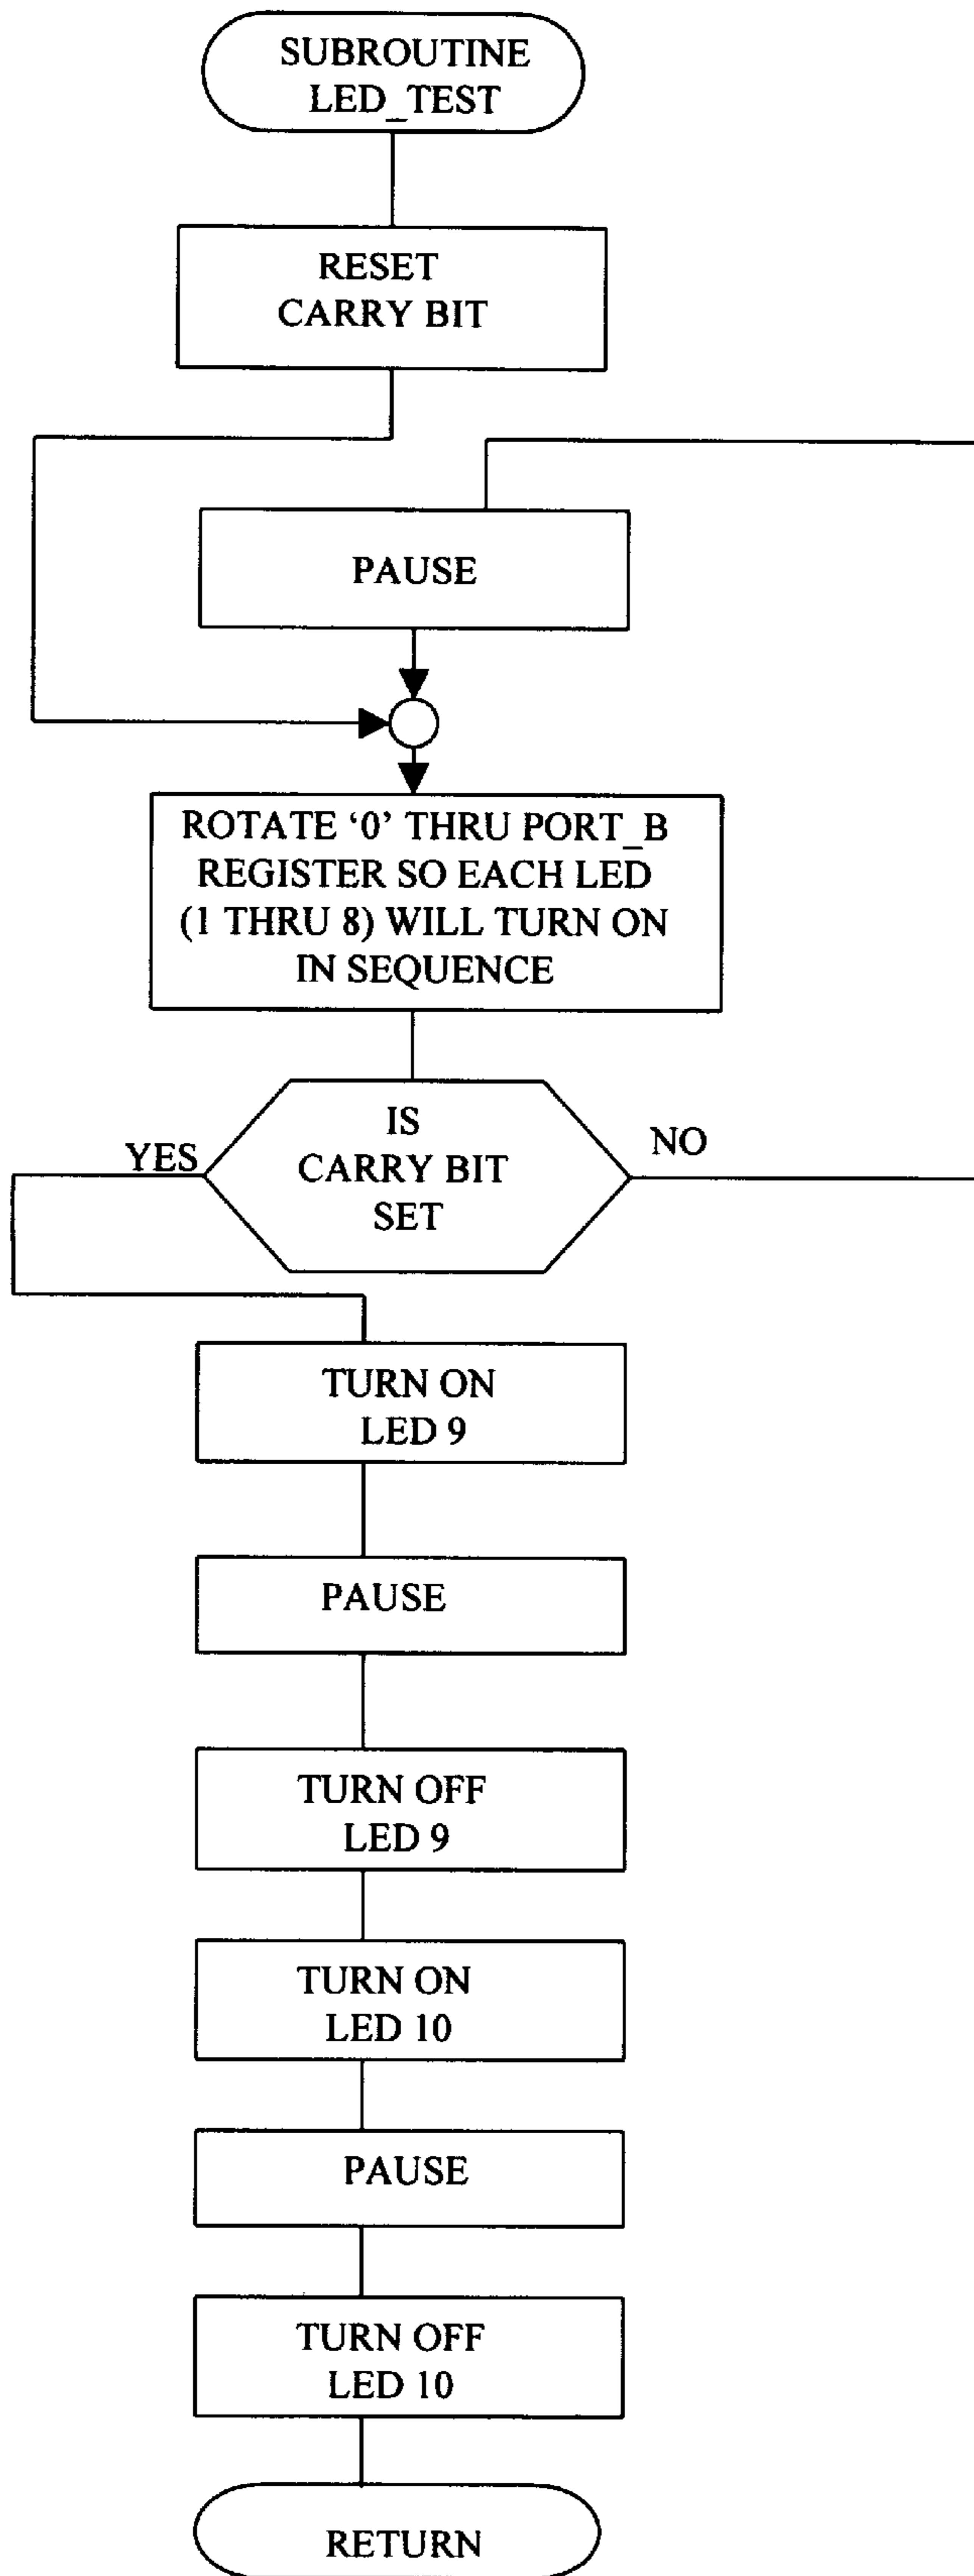 SUBROUTINE
LED_TEST
RESET
CARRY BIT
PAUSE
ROTATE ‘0’ THRU PORT_B
REGISTER SO EACH LED
(1 THRU 8) WILL TURN ON
IN SEQUENCE
IS
CARRY BIT
SET
YES
NO
TURN ON
LED 9
PAUSE
TURN OFF
LED 9
TURN ON
LED 10
PAUSE
TURN OFF
LED 10
RETURN